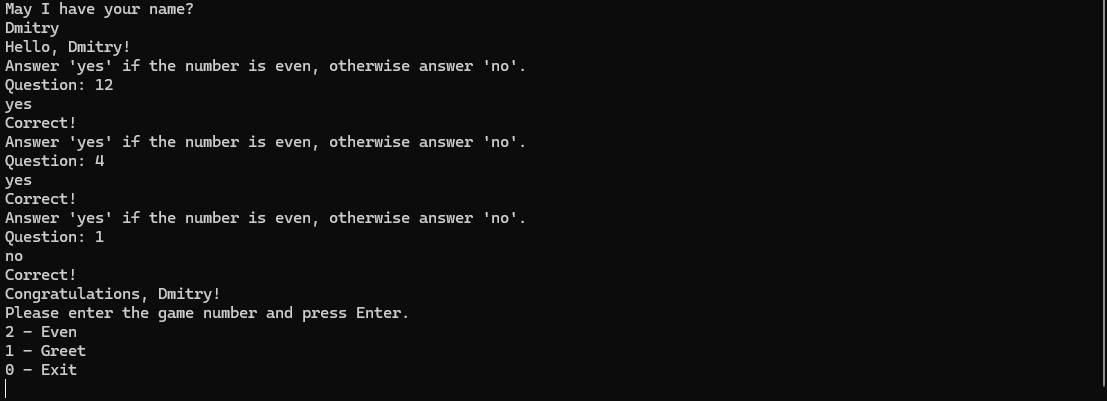 May I have your name?
Dmitry
Hello, Dmitry!
Answer 'yes' if the number is even, otherwise answer 'no'.
Question: 12
yes
Correct!
Answer 'yes' if the number is even, otherwise answer 'no'.
Question: 4
yes
Correct!
Answer 'yes' if the number is even, otherwise answer 'no'.
Question: 1
no
Correct!
Congratulations, Dmitry!
Please enter the game number and press Enter.
2 – Even
1 – Greet
0 – Exit